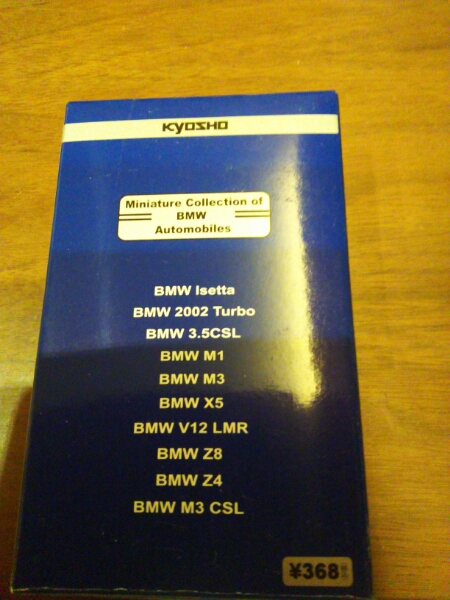 KYOSHO
Miniature Collection of
BMW
Automobiles
BMW Isetta
BMW 2002 Turbo
BMW 3.5CSL
BMW M1
BMW M3
BMW X5
BMW V12 LMR
BMW Z8
BMW Z4
BMW M3 CSL
¥368